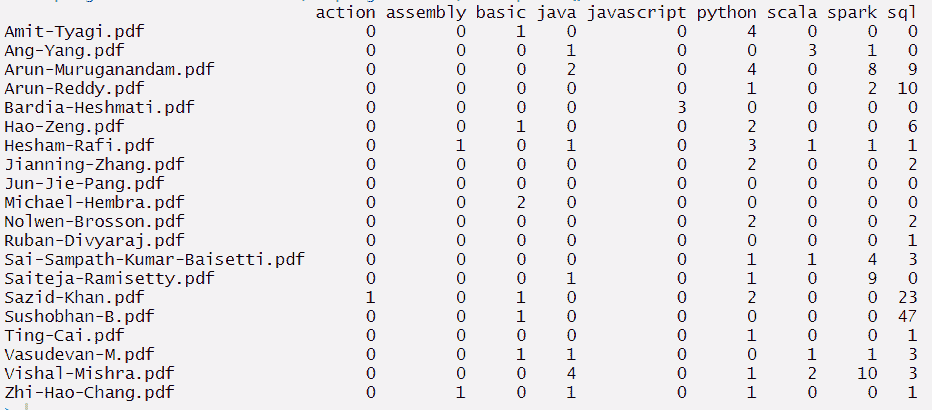 action assembly basic java javascript python scala spark sql
Amit-Tyagi.pdf 0 0 1 0 0 4 0 0 0
Ang-Yang.pdf 0 0 0 1 0 0 3 1 0
Arun-Muruganandam.pdf 0 0 0 2 0 4 0 8 9
Arun-Reddy.pdf 0 0 0 0 0 1 0 2 10
Bardia-Heshmati.pdf 0 0 0 0 3 0 0 0 0
Hao-Zeng.pdf 0 0 1 0 0 2 0 0 6
Hesham-Rafi.pdf 0 1 0 1 0 3 1 1 1
Jianning-Zhang.pdf 0 0 0 0 0 2 0 0 2
Jun-Jie-Pang.pdf 0 0 0 0 0 0 0 0 0
Michael-Hembra.pdf 0 0 2 0 0 0 0 0 0
Nolwen-Brosson.pdf 0 0 0 0 0 2 0 0 2
Ruban-Divyaraj.pdf 0 0 0 0 0 0 0 0 1
Sai-Sampath-Kumar-Baisetti.pdf 0 0 0 0 0 1 1 4 3
Saiteja-Ramisetty.pdf 0 0 0 1 0 1 0 9 0
Sazid-Khan.pdf 1 0 1 0 0 2 0 0 23
Sushobhan-B.pdf 0 0 1 0 0 0 0 0 47
Ting-Cai.pdf 0 0 0 0 0 1 0 0 1
Vasudevan-M.pdf 0 0 1 1 0 0 1 1 3
Vishal-Mishra.pdf 0 0 0 4 0 1 2 10 3
Zhi-Hao-Chang.pdf 0 1 0 1 0 1 0 0 1